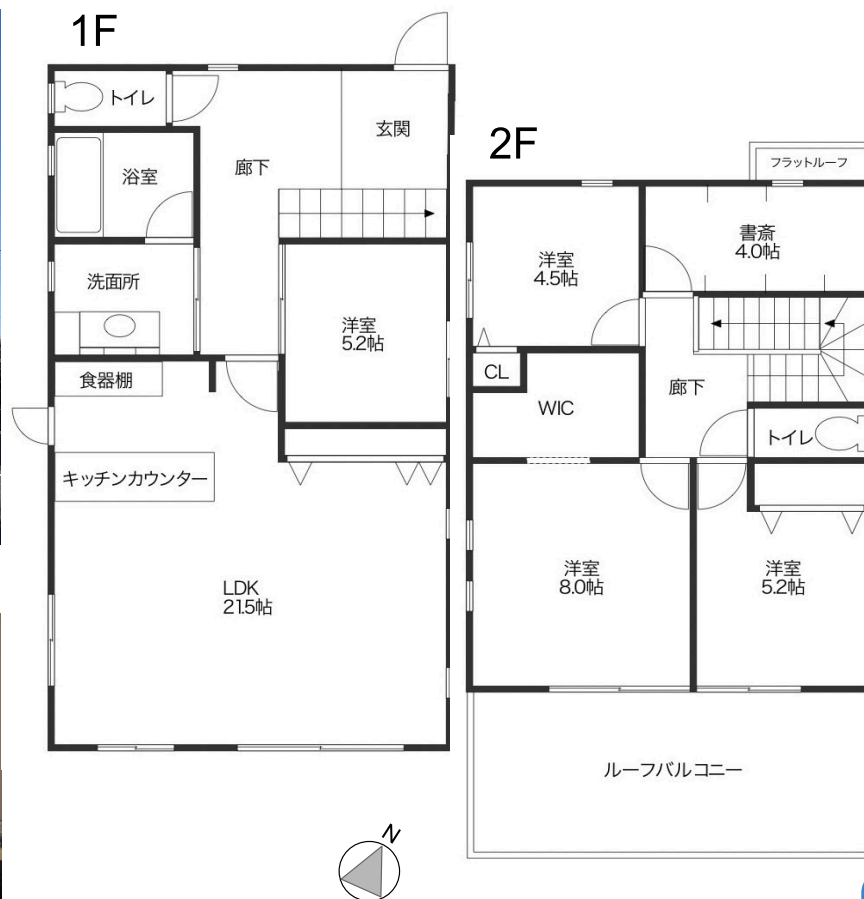 1F
トイレ
玄関
浴室
廊下
洗面所
洋室
5.2帖
食器棚
キッチンカウンター
LDK
21.5帖
2F
フラットルーフ
書斎
4.0帖
洋室
4.5帖
CL
WIC
廊下
トイレ
洋室
8.0帖
洋室
5.2帖
ルーフバルコニー
N